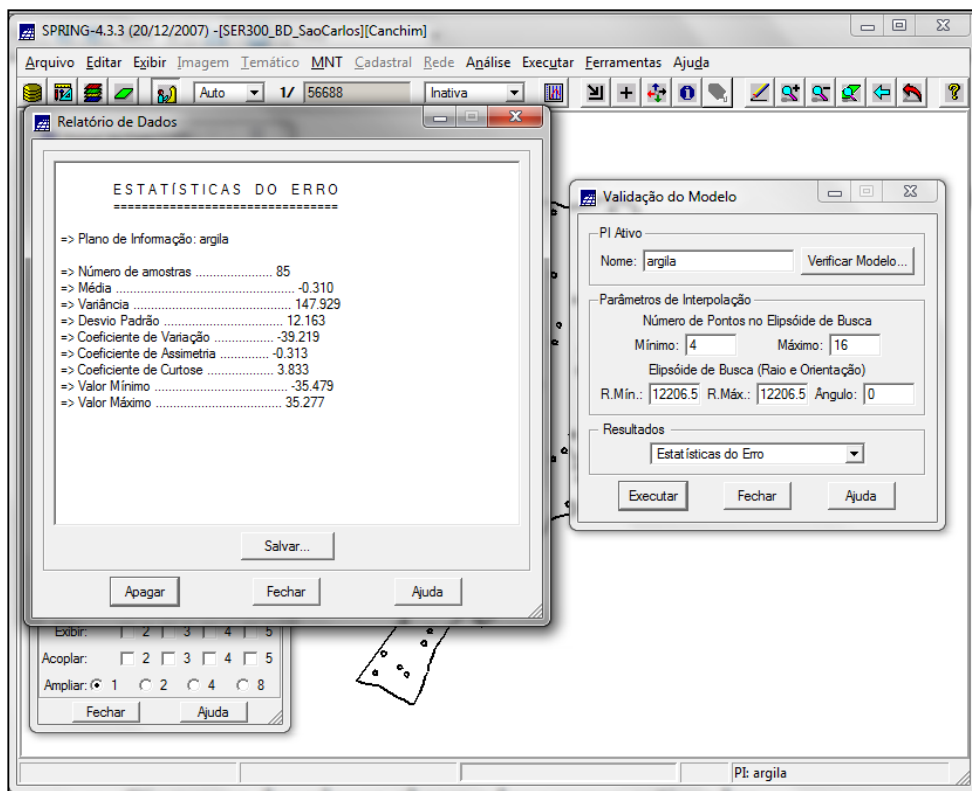 SPRING-4.3.3 (20/12/2007) -[SER300_BD_SaoCarlos][Canchim]
Arquivo Editar Exibir Imagem Temático MNT Cadastral Rede Análise Executar Ferramentas Ajuda
Auto 1/ 56688 Inativa
Relatório de Dados
ESTATÍSTICAS DO ERRO
================================
=> Plano de Informação: argila
=> Número de amostras ...................... 85
=> Média ................................................... -0.310
=> Variância ............................................. 147.929
=> Desvio Padrão .................................. 12.163
=> Coeficiente de Variação ................ -39.219
=> Coeficiente de Assimetria .............. -0.313
=> Coeficiente de Curtose .................. 3.833
=> Valor Mínimo ...................................... -35.479
=> Valor Máximo .................................... 35.277
Salvar...
Apagar Fechar Ajuda
Validação do Modelo
PI Ativo
Nome: argila Verificar Modelo...
Parâmetros de Interpolação
Número de Pontos no Elipsóide de Busca
Mínimo: 4 Máximo: 16
Elipsóide de Busca (Raio e Orientação)
R.Mín.: 12206.5 R.Máx.: 12206.5 Ângulo: 0
Resultados
Estatísticas do Erro
Executar Fechar Ajuda
Exibir: 2 3 4 5
Acoplar: 2 3 4 5
Ampliar: 1 2 4 8
Fechar Ajuda
PI: argila